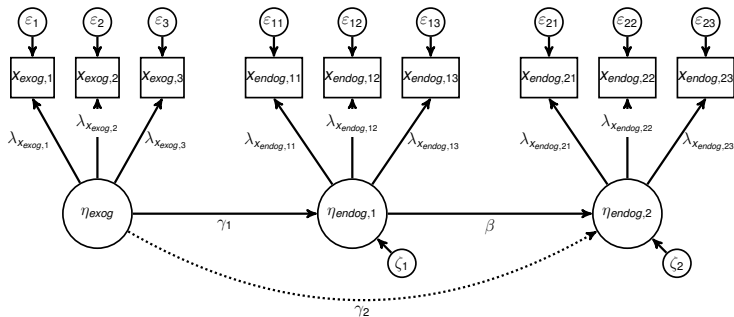 ε1 ε2 ε3 ε11 ε12 ε13 ε21 ε22 ε23
xexog,1 xexog,2 xexog,3 xendog,11 xendog,12 xendog,13 xendog,21 xendog,22 xendog,23
λxexog,1 λxexog,2 λxexog,3 λxendog,11 λxendog,12 λxendog,13 λxendog,21 λxendog,22 λxendog,23
ηexog γ1 ηendog,1 β ηendog,2
ζ1 ζ2
γ2